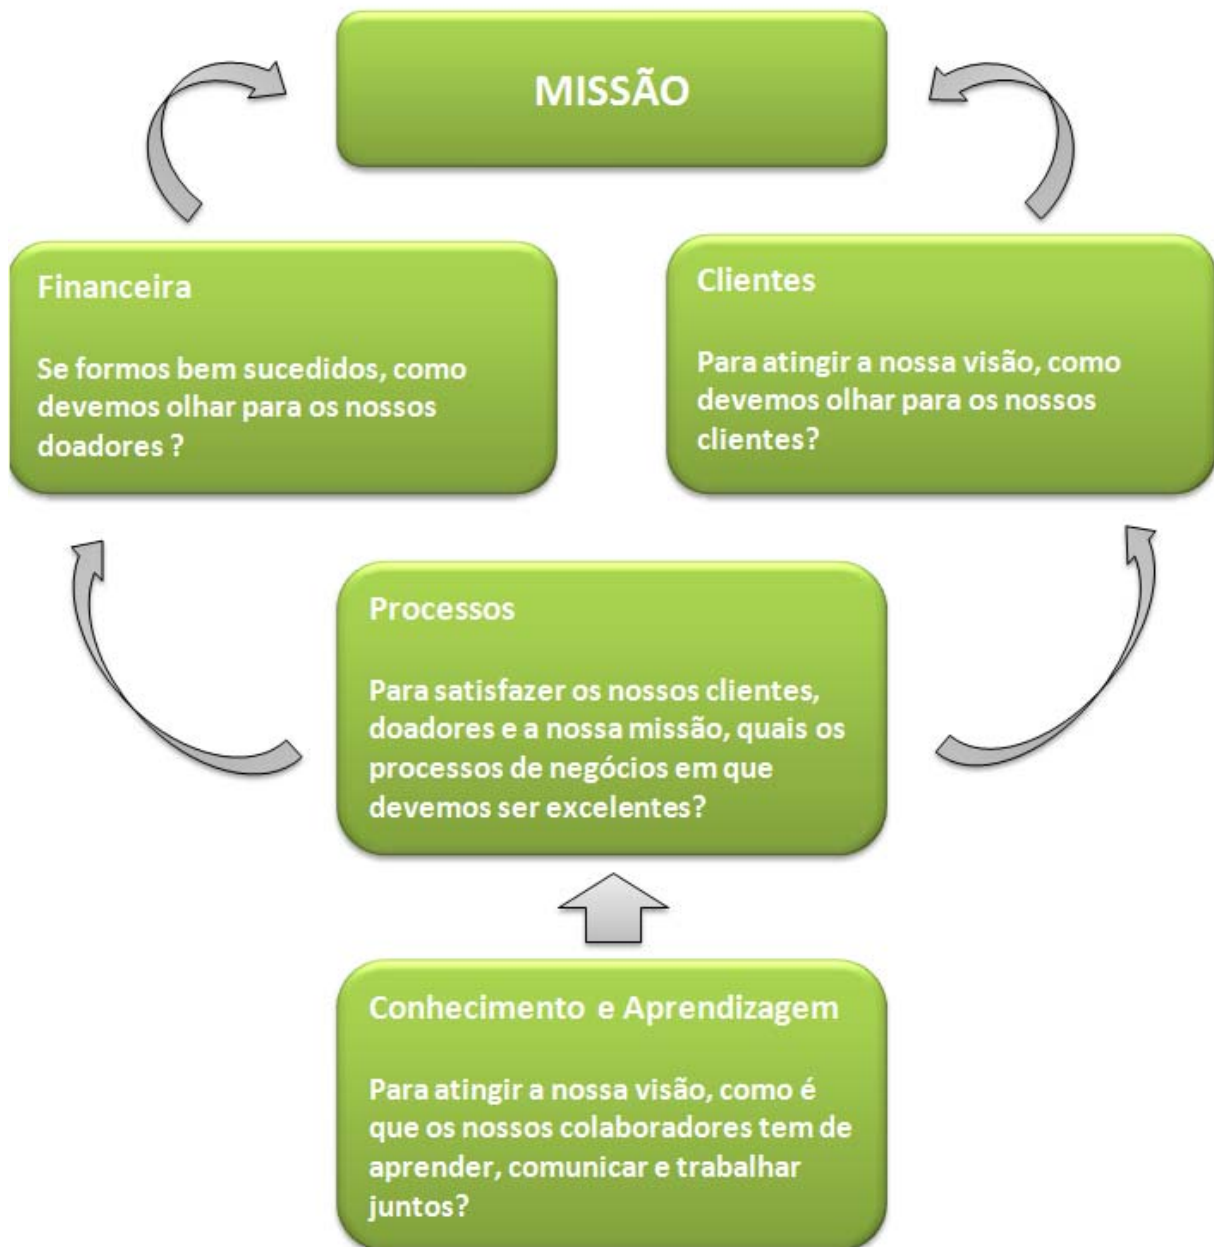 MISSÃO
Financeira
Se formos bem sucedidos, como
devemos olhar para os nossos
doadores ?
Clientes
Para atingir a nossa visão, como
devemos olhar para os nossos
clientes?
Processos
Para satisfazer os nossos clientes,
doadores e a nossa missão, quais os
processos de negócios em que
devemos ser excelentes?
Conhecimento e Aprendizagem
Para atingir a nossa visão, como é
que os nossos colaboradores tem de
aprender, comunicar e trabalhar
juntos?